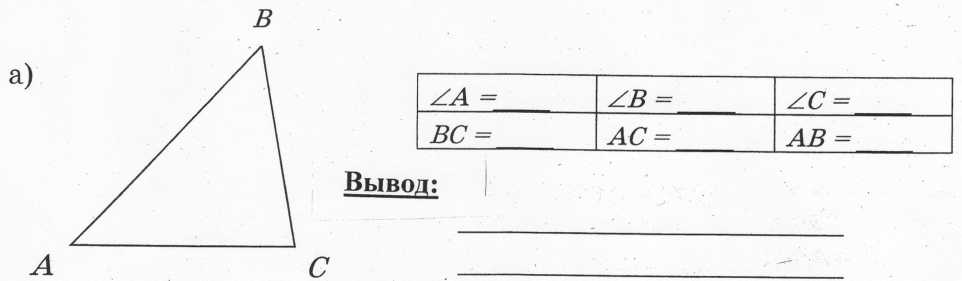 B
а)
∠A = ____ ∠B = ____ ∠C = ____
BC = ____ AC = ____ AB = ____
Вывод:
A
C